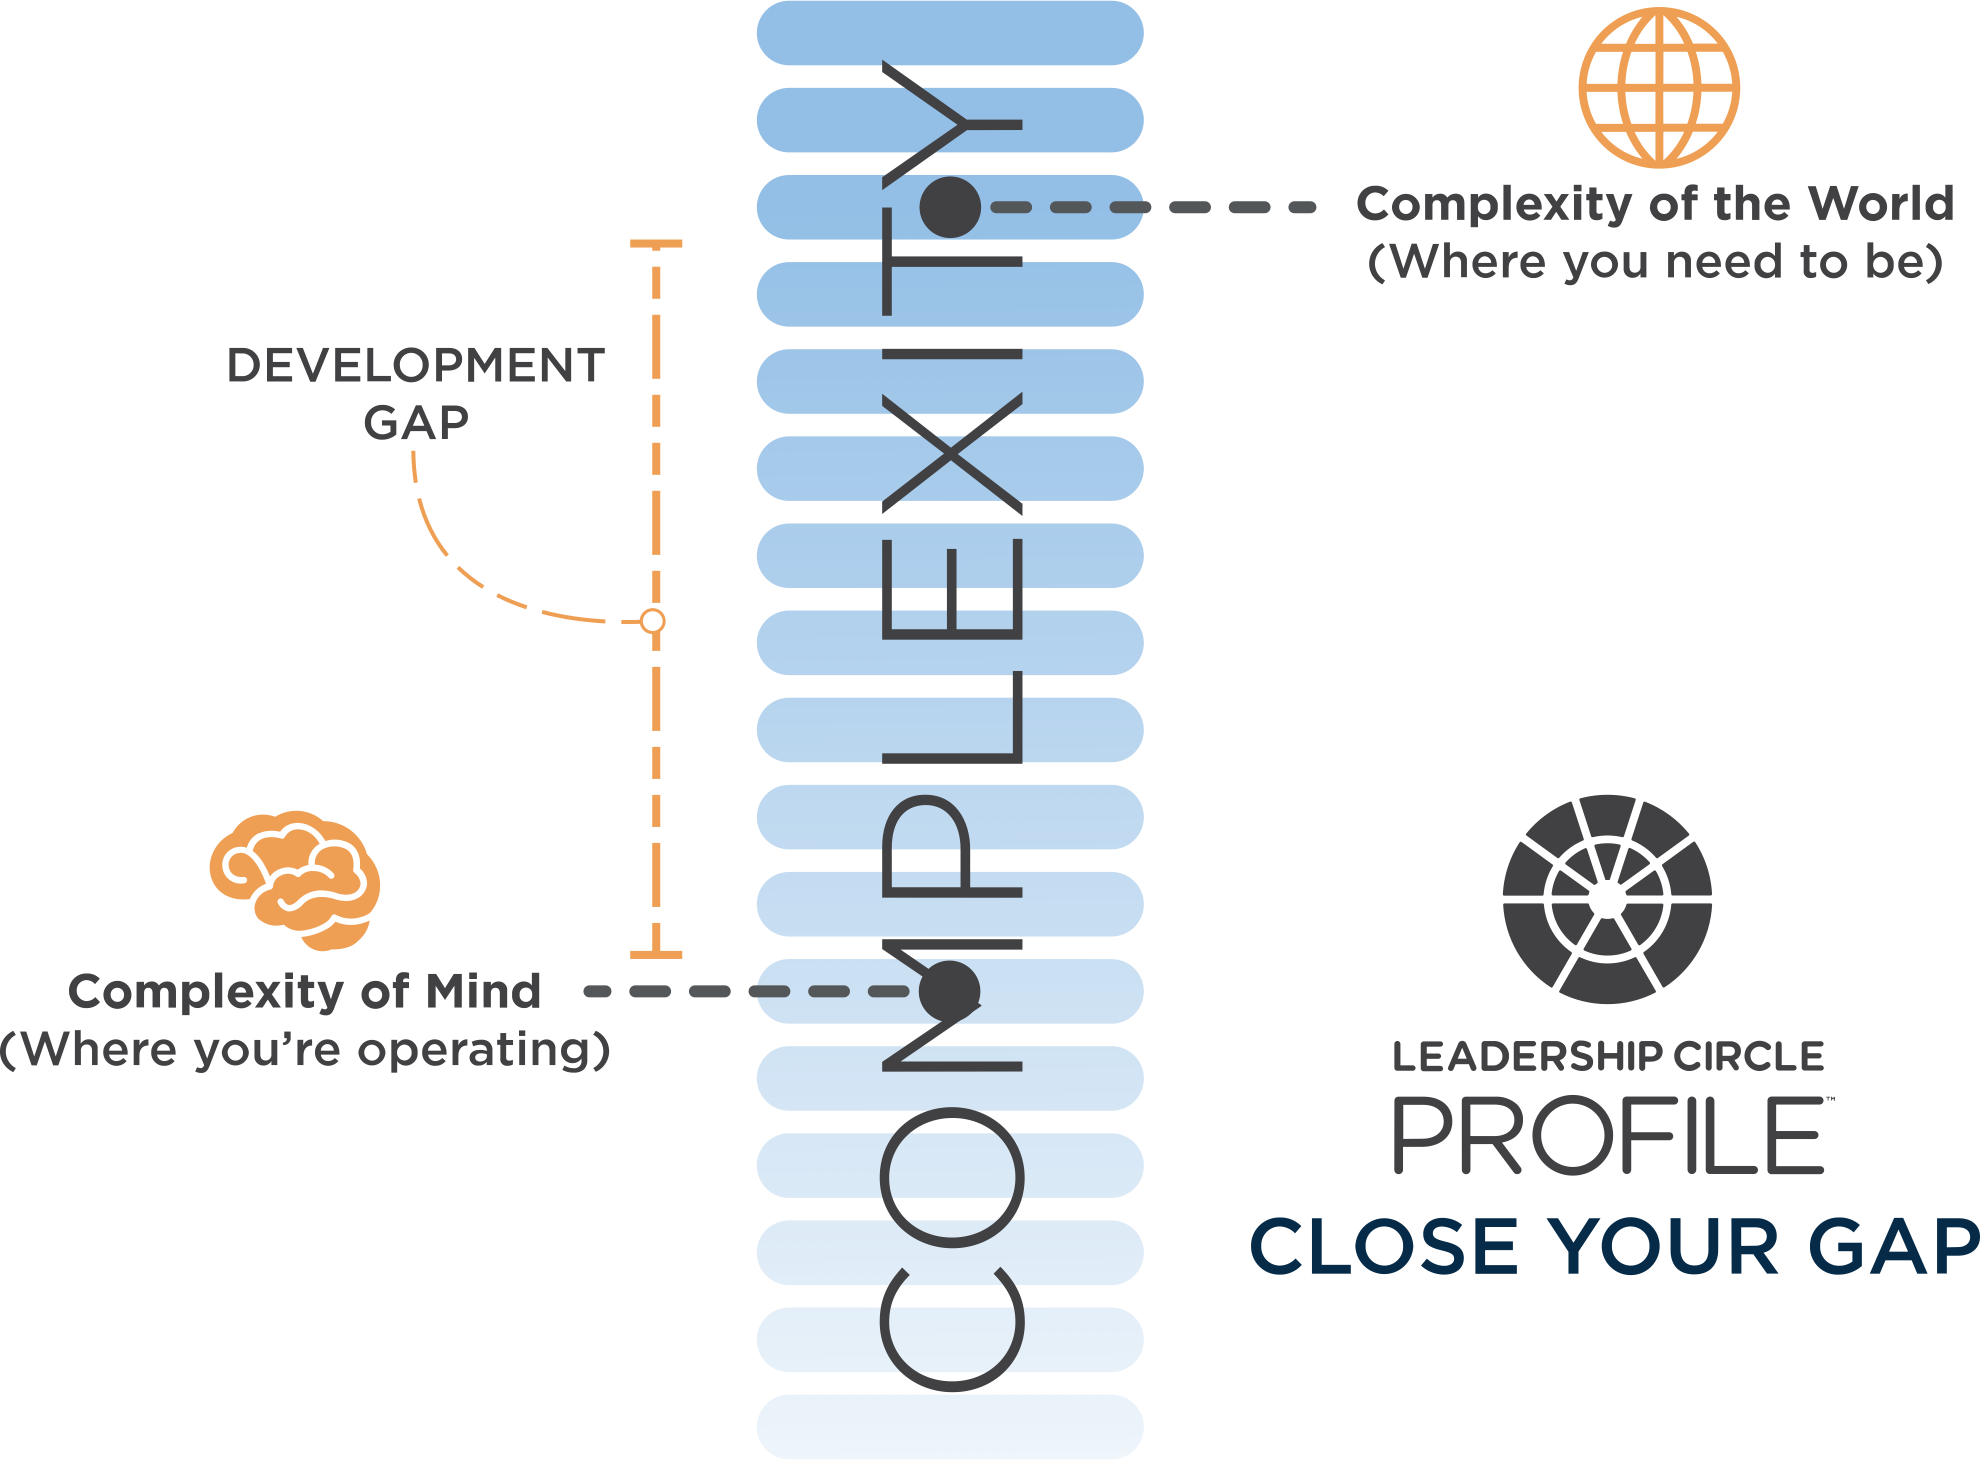 COMPLEXITY
Complexity of the World
(Where you need to be)
DEVELOPMENT
GAP
Complexity of Mind
(Where you’re operating)
LEADERSHIP CIRCLE
PROFILE™
CLOSE YOUR GAP